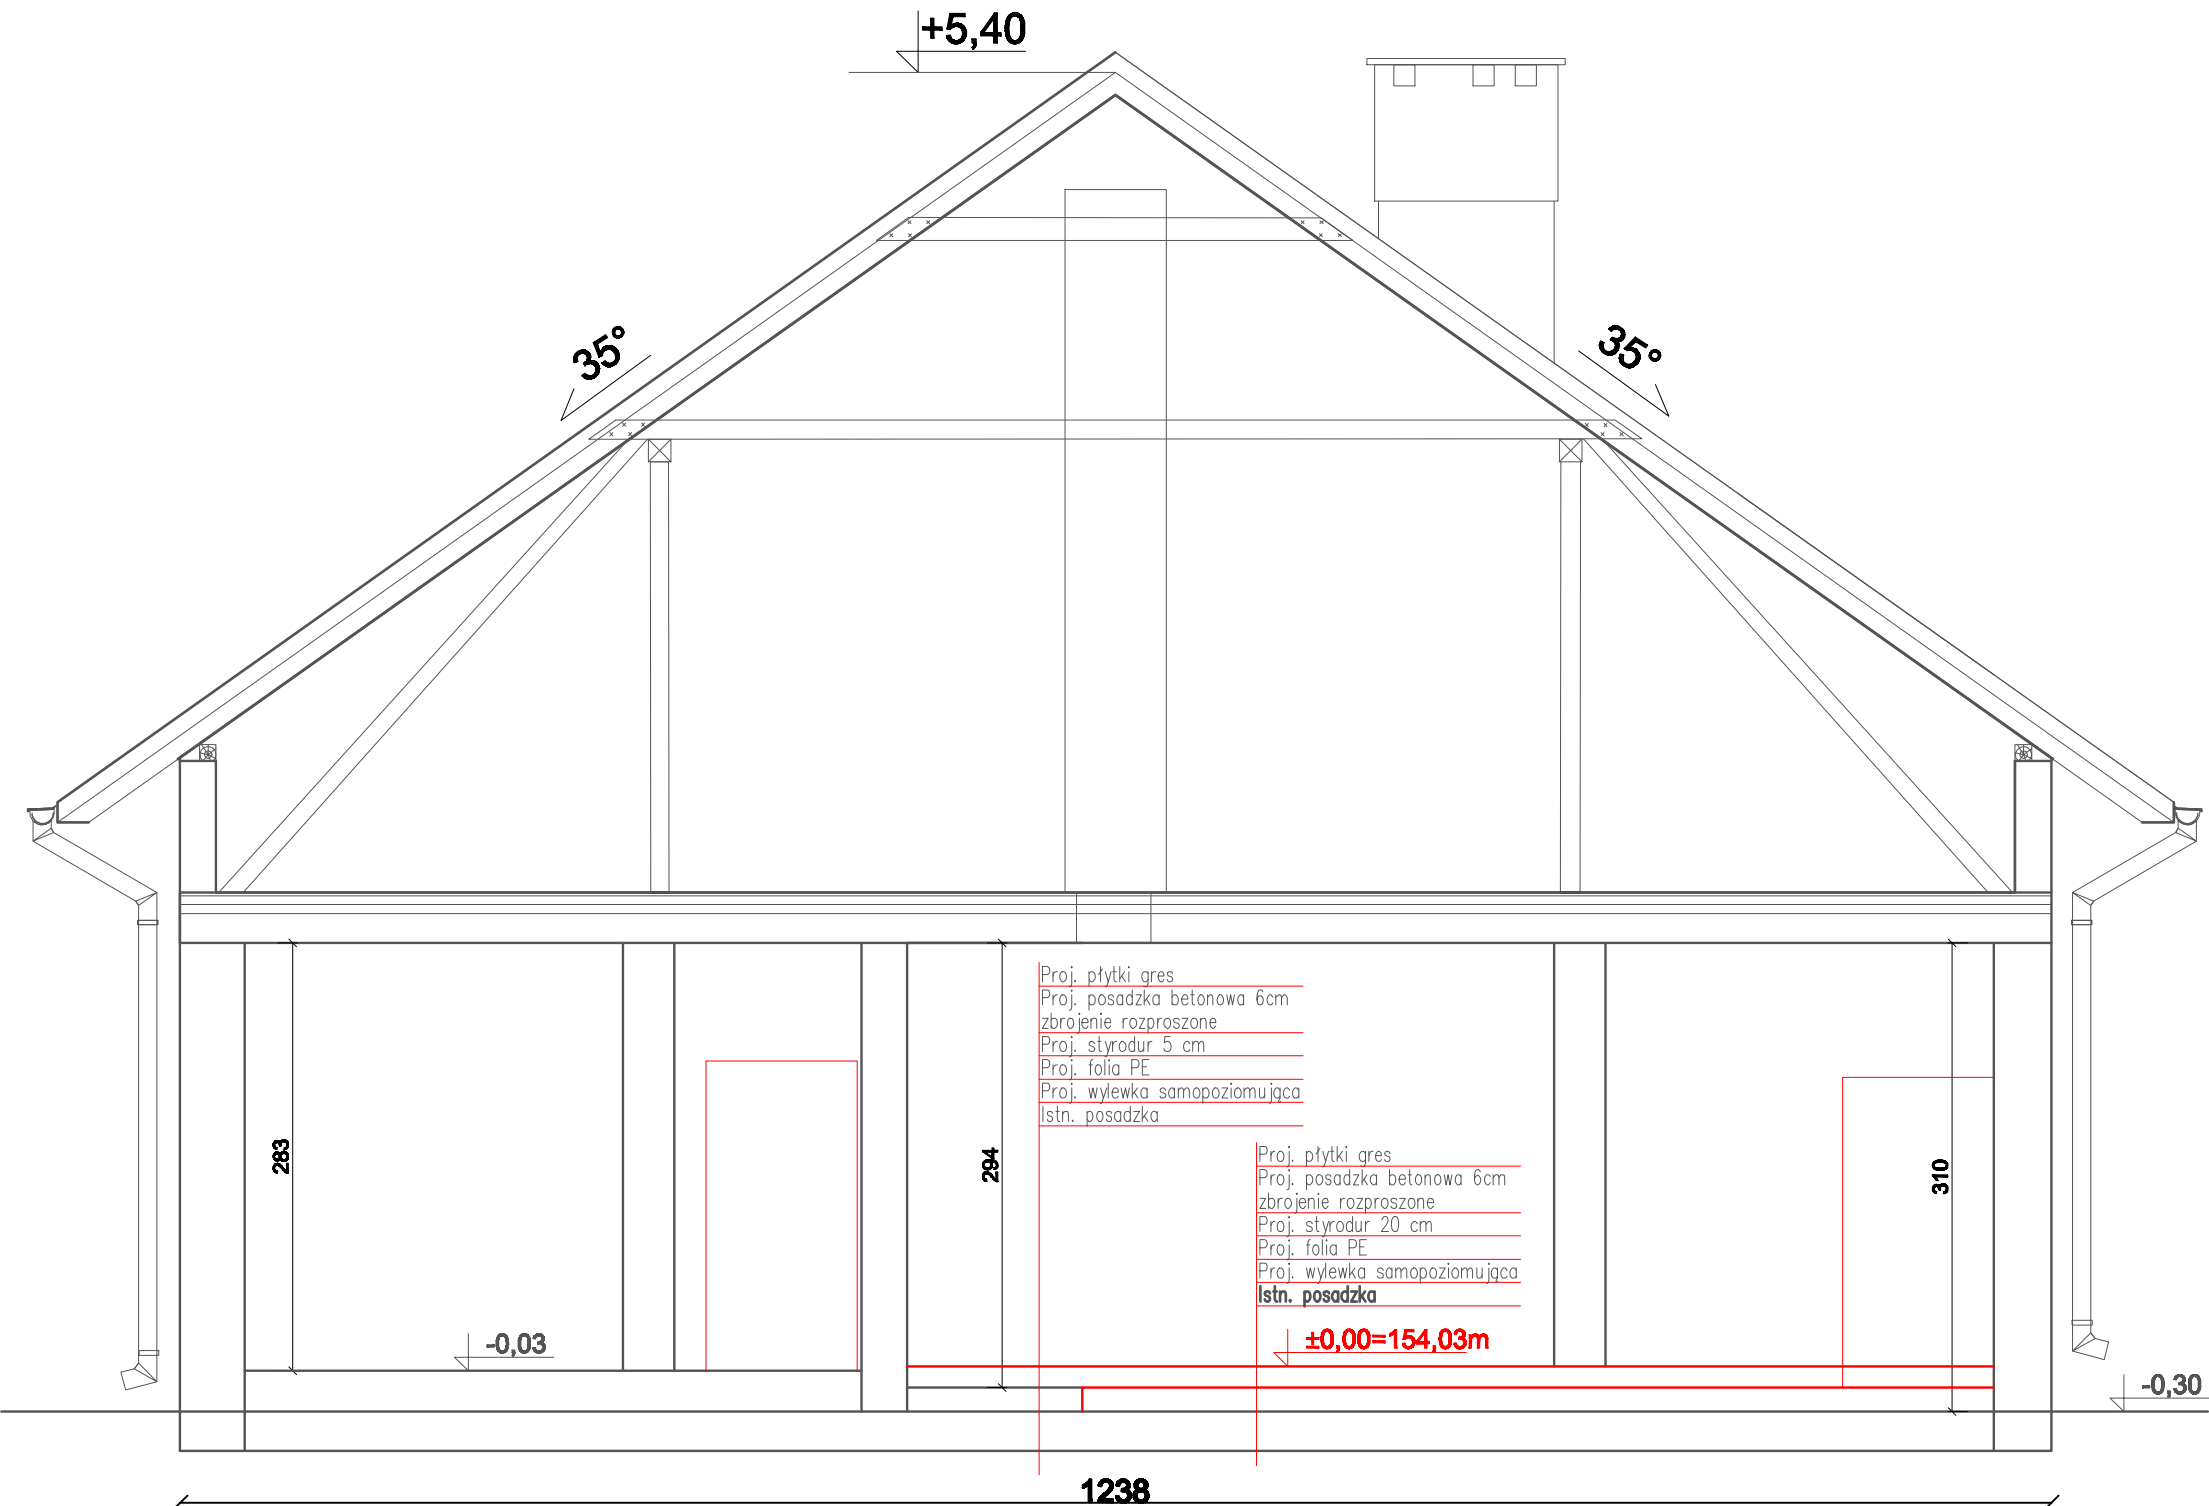 +5,40
35°
35°
Proj. płytki gres
Proj. posadzka betonowa 6cm
zbrojenie rozproszone
Proj. styrodur 5 cm
Proj. folia PE
Proj. wylewka samopoziomująca
Istn. posadzka
283
294
310
Proj. płytki gres
Proj. posadzka betonowa 6cm
zbrojenie rozproszone
Proj. styrodur 20 cm
Proj. folia PE
Proj. wylewka samopoziomująca
Istn. posadzka
-0,03
±0,00=154,03m
-0,30
1238